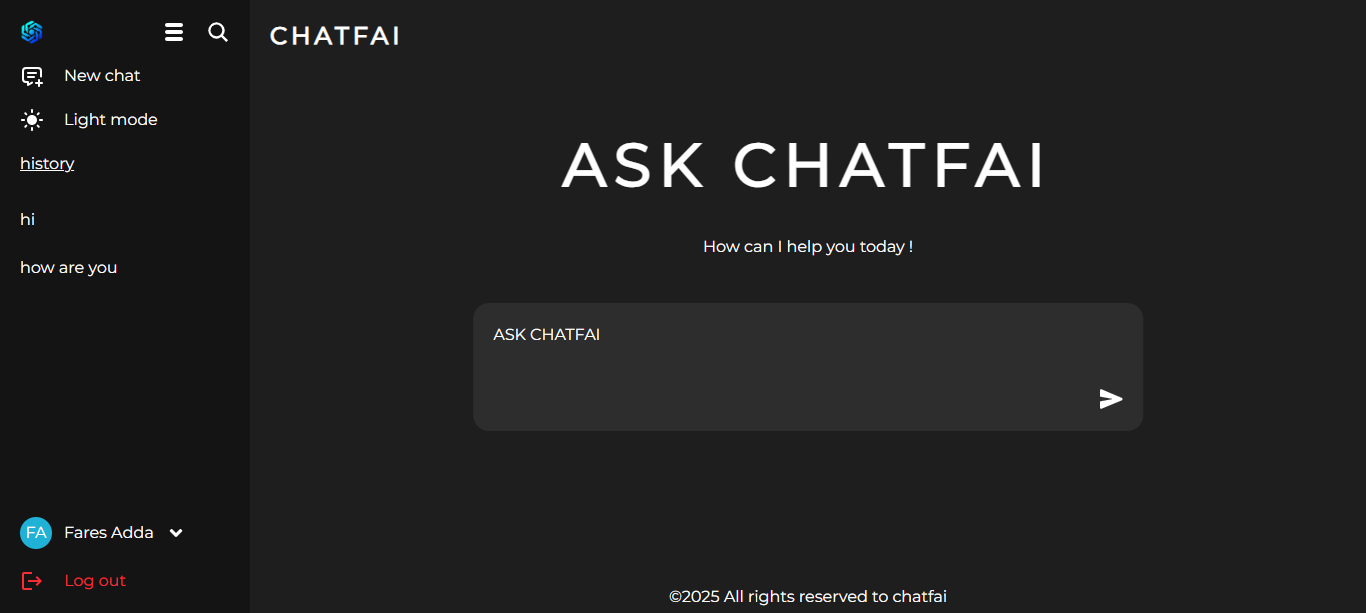 CHATFAI
New chat
Light mode
history
hi
how are you
ASK CHATFAI
How can I help you today !
ASK CHATFAI
FA Fares Adda
Log out
©2025 All rights reserved to chatfai